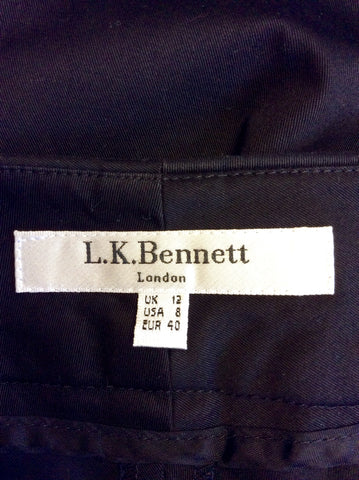 L.K.Bennett
London
UK 12
USA 8
EUR 40